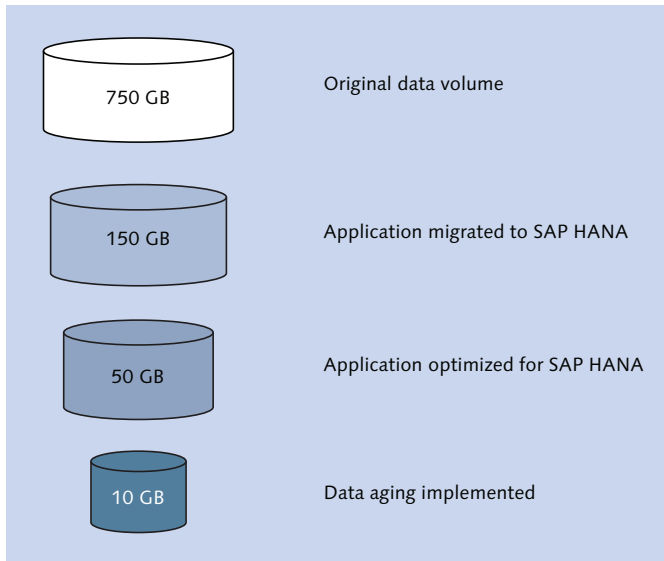 750 GB
Original data volume
150 GB
Application migrated to SAP HANA
50 GB
Application optimized for SAP HANA
10 GB
Data aging implemented